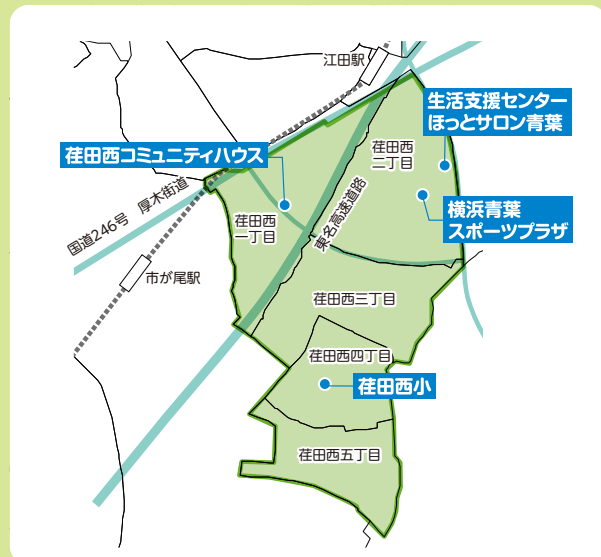 江田駅
生活支援センター
ほっとサロン青葉
荏田西コミュニティハウス
荏田西
二丁目
国道246号 厚木街道
荏田西
一丁目
東名高速道路
横浜青葉
スポーツプラザ
市が尾駅
荏田西三丁目
荏田西四丁目
荏田西小
荏田西五丁目